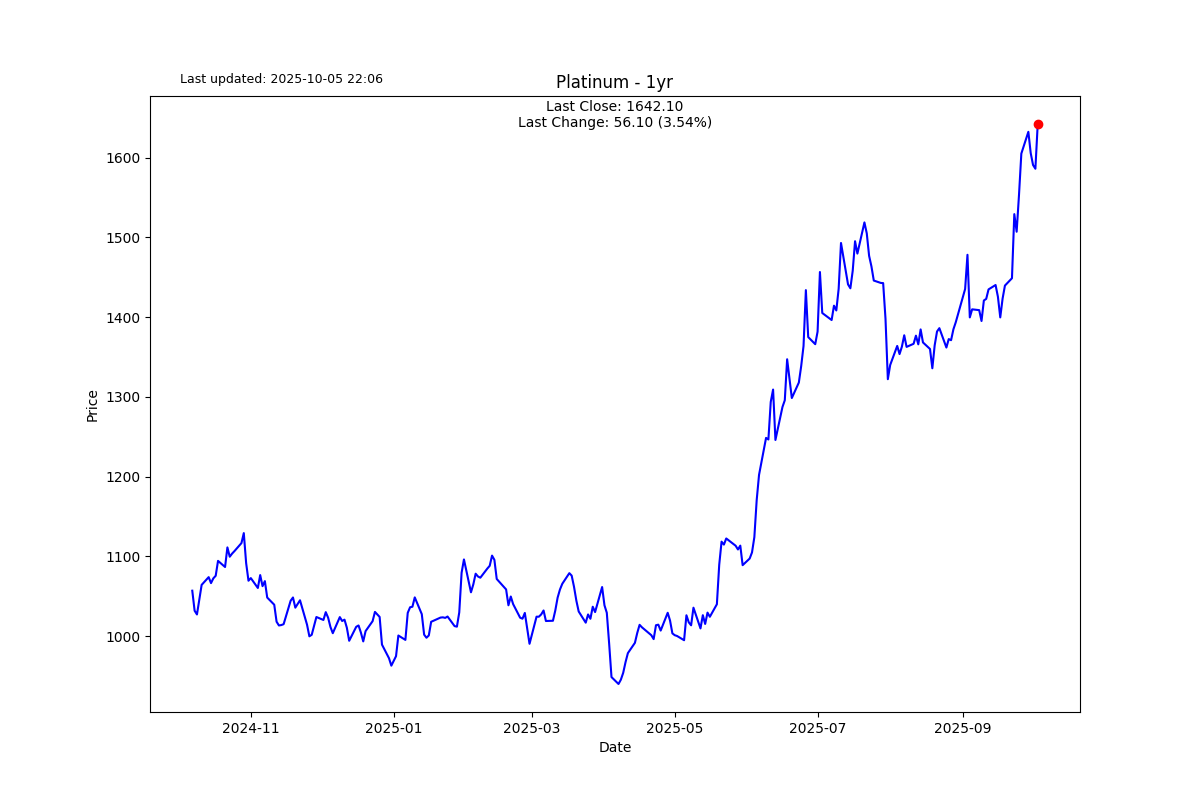 Last updated: 2025-10-05 22:06
Platinum - 1yr
Last Close: 1642.10
Last Change: 56.10 (3.54%)
Price
1600
1500
1400
1300
1200
1100
1000
2024-11
2025-01
2025-03
2025-05
2025-07
2025-09
Date